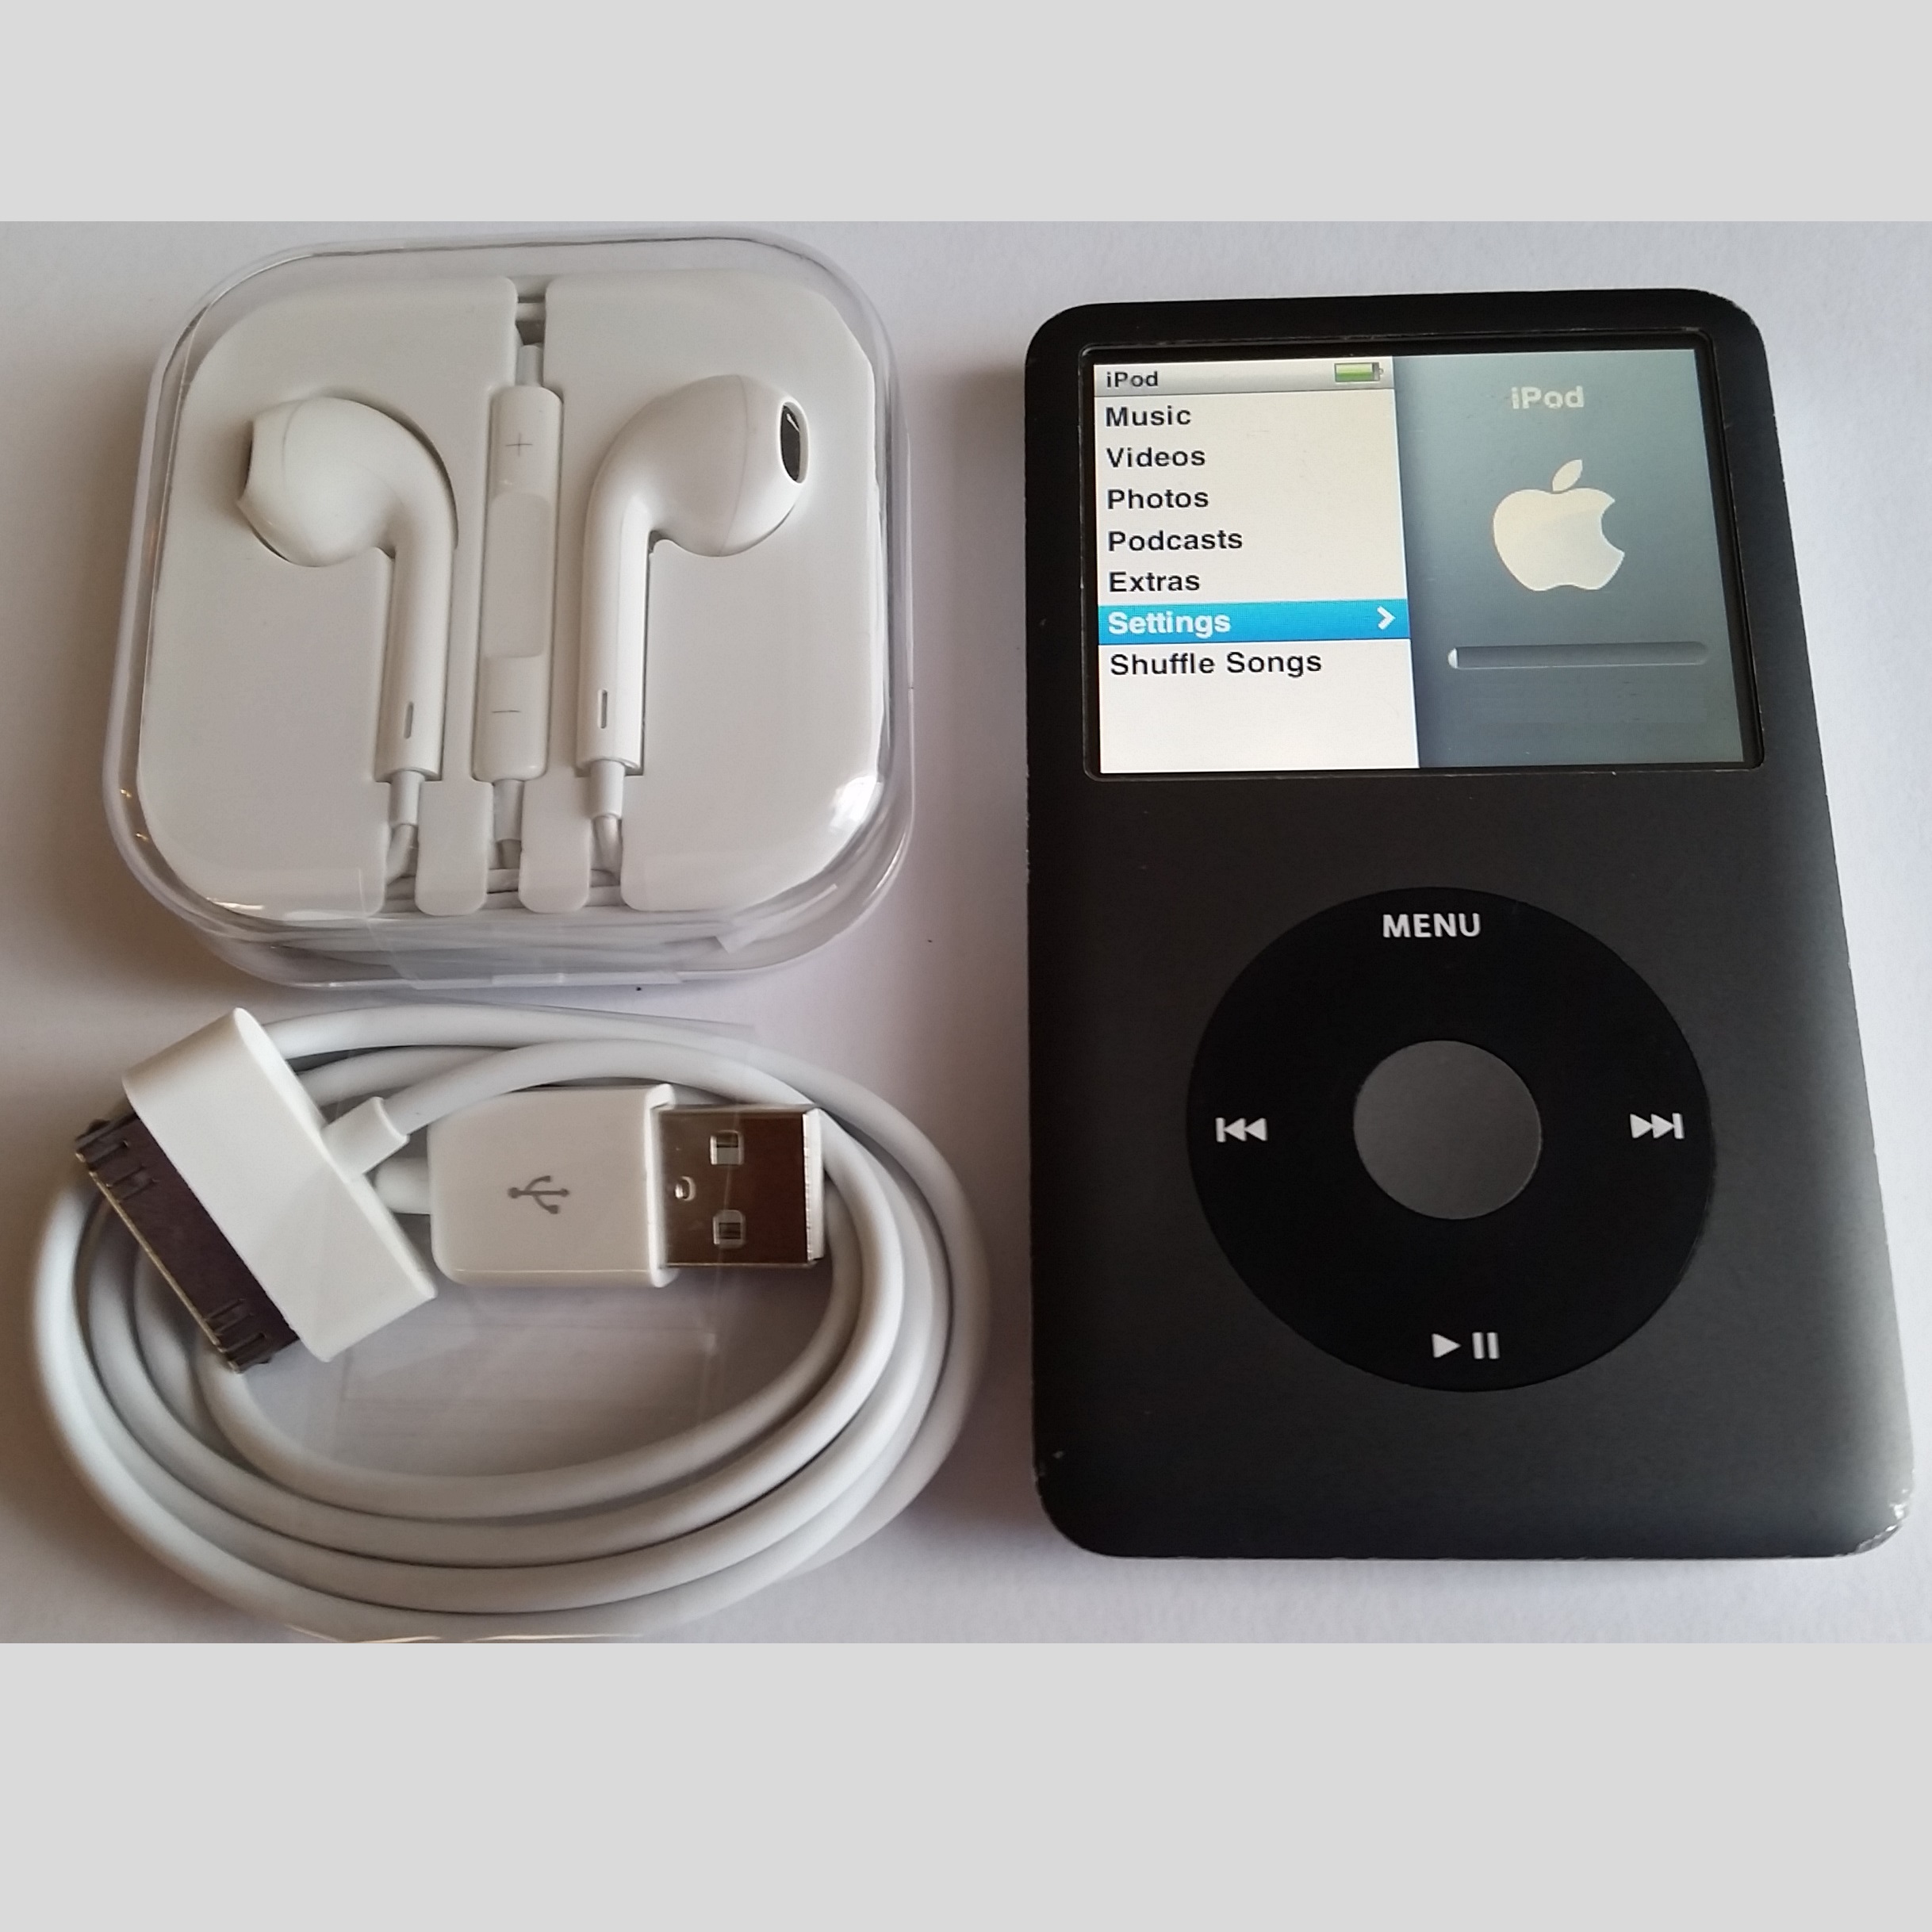 iPod
Music
Videos
Photos
Podcasts
Extras
Settings
Shuffle Songs
iPod
MENU